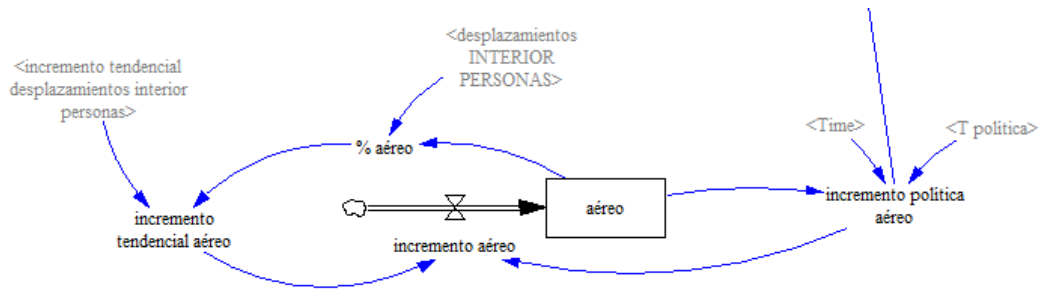 <desplazamientos
INTERIOR
PERSONAS>
<incremento tendencial
desplazamientos interior
personas>
<Time>
<T politica>
% aéreo
incremento política
aéreo
aéreo
incremento
tendencial aéreo
incremento aéreo